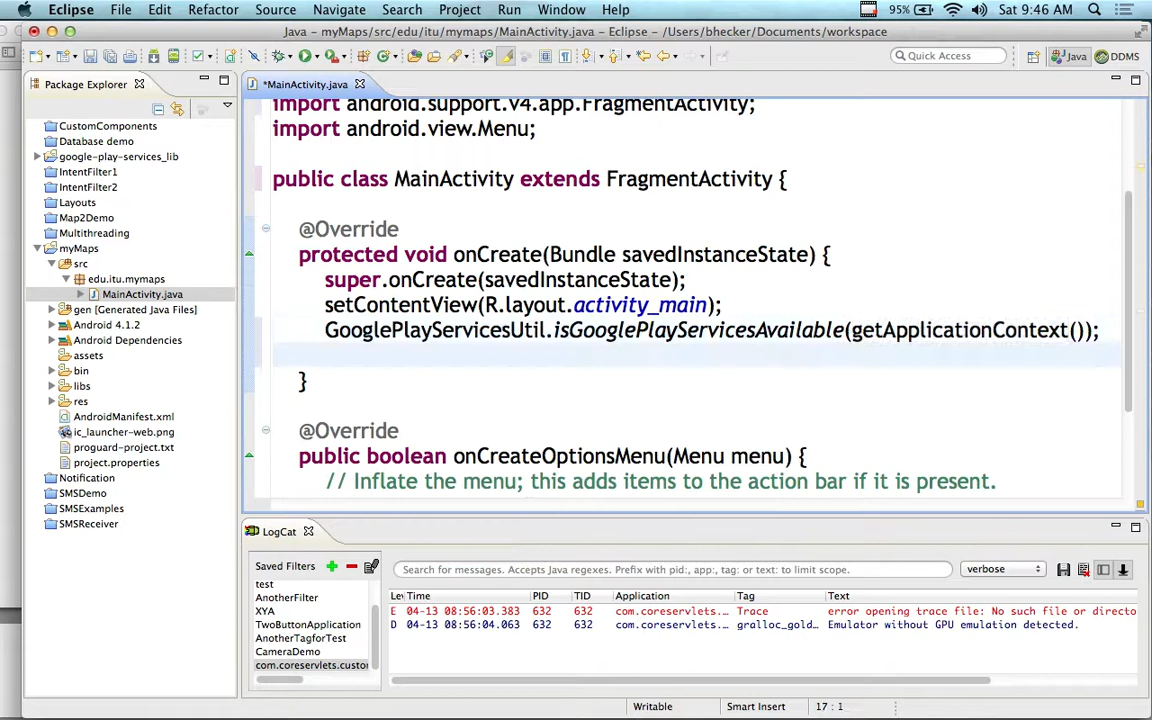 Eclipse File Edit Refactor Source Navigate Search Project Run Window Help 95% Sat 9:46 AM
Java – myMaps/src/edu/itu/mymaps/MainActivity.java – Eclipse – /Users/bhecker/Documents/workspace
Quick Access Java DDMS
Package Explorer
*MainActivity.java
CustomComponents
Database demo
google-play-services_lib
IntentFilter1
IntentFilter2
Layouts
Map2Demo
Multithreading
myMaps
src
edu.itu.mymaps
MainActivity.java
gen [Generated Java Files]
Android 4.1.2
Android Dependencies
assets
bin
libs
res
AndroidManifest.xml
ic_launcher-web.png
proguard-project.txt
project.properties
Notification
SMSDemo
SMSExamples
SMSReceiver
import android.support.v4.app.FragmentActivity;
import android.view.Menu;
public class MainActivity extends FragmentActivity {
@Override
protected void onCreate(Bundle savedInstanceState) {
super.onCreate(savedInstanceState);
setContentView(R.layout.activity_main);
GooglePlayServicesUtil.isGooglePlayServicesAvailable(getApplicationContext());
}
@Override
public boolean onCreateOptionsMenu(Menu menu) {
// Inflate the menu; this adds items to the action bar if it is present.
LogCat
Saved Filters
test
AnotherFilter
XYA
TwoButtonApplication
AnotherTagforTest
CameraDemo
com.coreservlets.custor
Search for messages. Accepts Java regexes. Prefix with pid:, app:, tag: or text: to limit scope. verbose
Time PID TID Application Tag Text
E 04-13 08:56:03.383 632 632 com.coreservlets.... Trace error opening trace file: No such file or directo
D 04-13 08:56:04.063 632 632 com.coreservlets.... gralloc_gold... Emulator without GPU emulation detected.
Writable Smart Insert 17 : 1